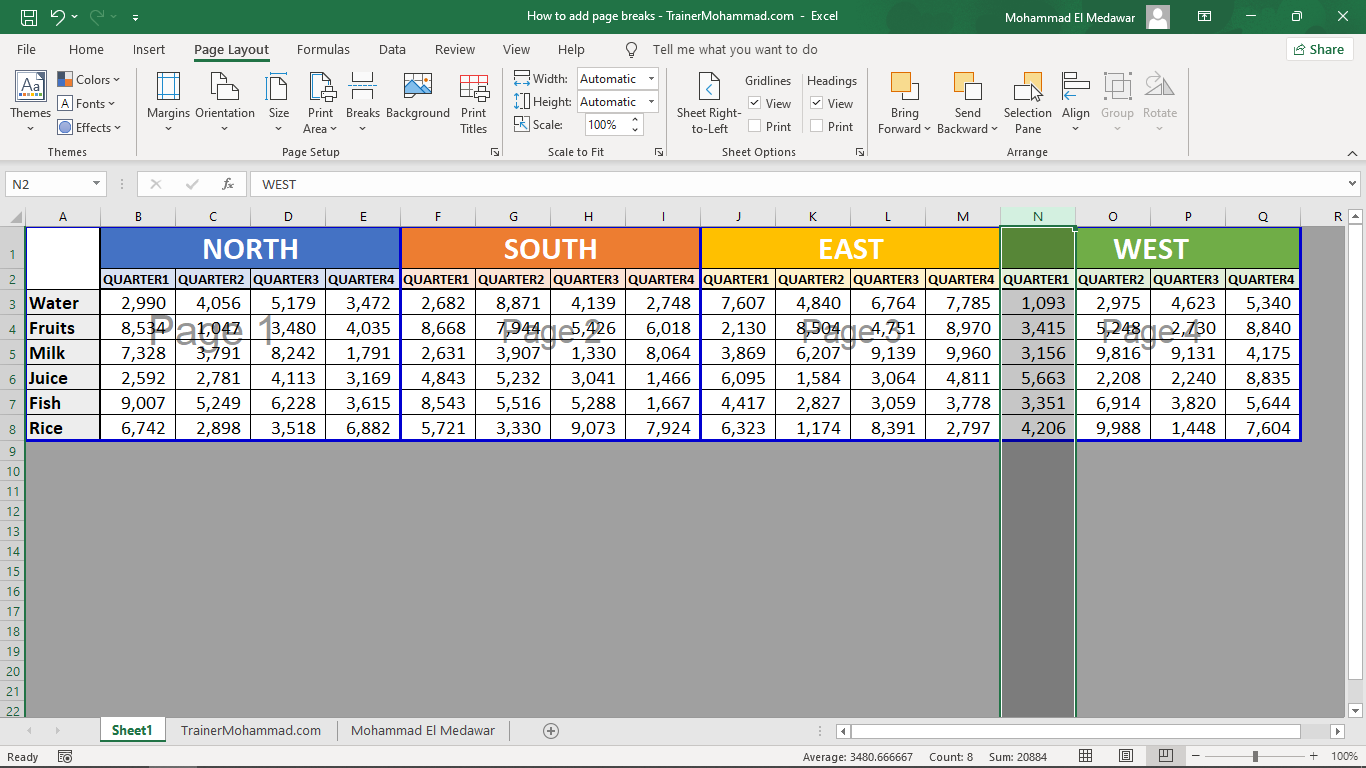 How to add page breaks - TrainerMohammad.com - Excel
Mohammad El Medawar
File Home Insert Page Layout Formulas Data Review View Help Tell me what you want to do Share
Themes
Colors
Fonts
Effects
Themes
Margins Orientation Size Print Area Breaks Background Print Titles
Page Setup
Width: Automatic
Height: Automatic
Scale: 100%
Scale to Fit
Sheet Right-to-Left
Gridlines Headings
View View
Print Print
Sheet Options
Bring Forward Send Backward Selection Pane Align Group Rotate
Arrange
N2 fx WEST
A B C D E F G H I J K L M N O P Q R
1 NORTH SOUTH EAST WEST
2 QUARTER1 QUARTER2 QUARTER3 QUARTER4 QUARTER1 QUARTER2 QUARTER3 QUARTER4 QUARTER1 QUARTER2 QUARTER3 QUARTER4 QUARTER1 QUARTER2 QUARTER3 QUARTER4
3 Water 2,990 4,056 5,179 3,472 2,682 8,871 4,139 2,748 7,607 4,840 6,764 7,785 1,093 2,975 4,623 5,340
4 Fruits 8,534 1,047 3,480 4,035 8,668 7,944 5,426 6,018 2,130 8,504 4,751 8,970 3,415 5,248 2,730 8,840
Page 1 Page 2 Page 3 Page 4
5 Milk 7,328 3,791 8,242 1,791 2,631 3,907 1,330 8,064 3,869 6,207 9,139 9,960 3,156 9,816 9,131 4,175
6 Juice 2,592 2,781 4,113 3,169 4,843 5,232 3,041 1,466 6,095 1,584 3,064 4,811 5,663 2,208 2,240 8,835
7 Fish 9,007 5,249 6,228 3,615 8,543 5,516 5,288 1,667 4,417 2,827 3,059 3,778 3,351 6,914 3,820 5,644
8 Rice 6,742 2,898 3,518 6,882 5,721 3,330 9,073 7,924 6,323 1,174 8,391 2,797 4,206 9,988 1,448 7,604
9
10
11
12
13
14
15
16
17
18
19
20
21
22
Sheet1 TrainerMohammad.com Mohammad El Medawar
Ready Average: 3480.666667 Count: 8 Sum: 20884 100%